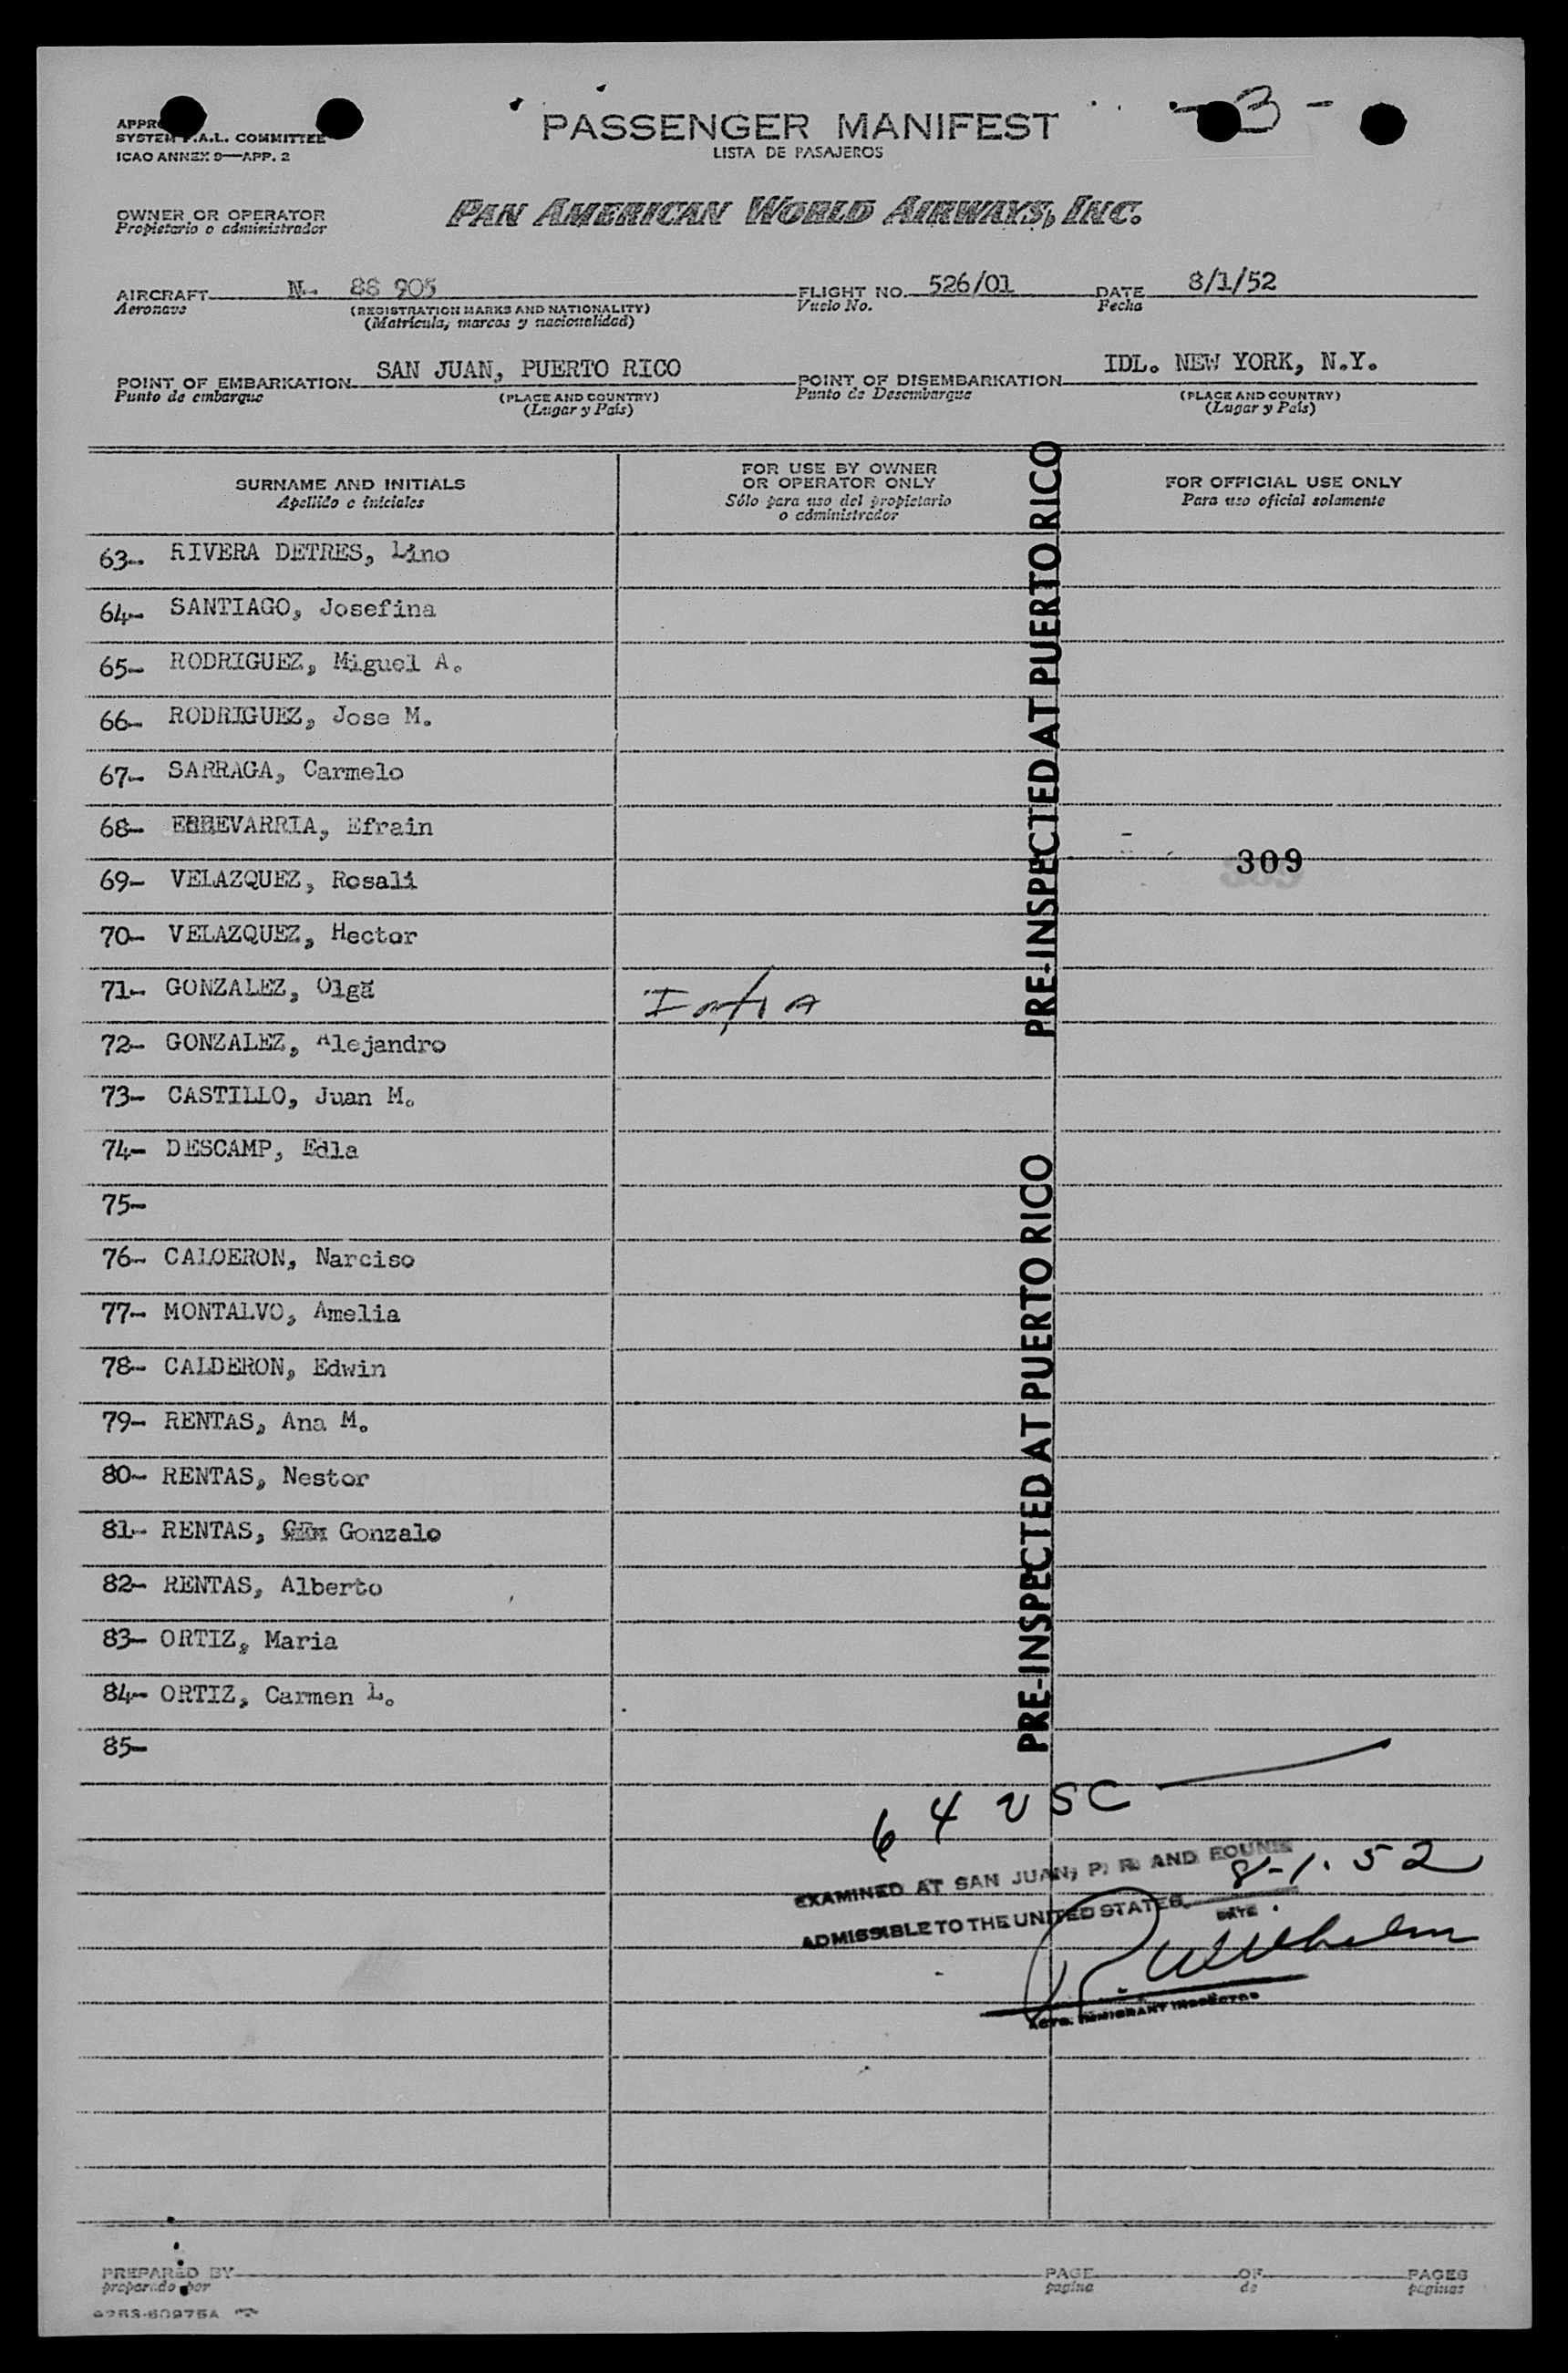 - 3 -
SYSTEM F.A.L. COMMITTEE
ICAO ANNEX 9—APP. 2
PASSENGER MANIFEST
LISTA DE PASAJEROS
OWNER OR OPERATOR
Propietario o administrador
PAN AMERICAN WORLD AIRWAYS, INC.
AIRCRAFT N- 88 905 FLIGHT NO. 526/01 DATE 8/1/52
Aeronave (REGISTRATION MARKS AND NATIONALITY) Vuelo No. Fecha
(Matrícula, marcas y nacionalidad)
POINT OF EMBARKATION SAN JUAN, PUERTO RICO POINT OF DISEMBARKATION IDL. NEW YORK, N.Y.
Punto de embarque (PLACE AND COUNTRY) Punto de Desembarque (PLACE AND COUNTRY)
(Lugar y País) (Lugar y País)
SURNAME AND INITIALS
Apellido e iniciales
FOR USE BY OWNER
OR OPERATOR ONLY
Sólo para uso del propietario
o administrador
FOR OFFICIAL USE ONLY
Para uso oficial solamente
63- RIVERA DETRES, Lino
64- SANTIAGO, Josefina
65- RODRIGUEZ, Miguel A.
66- RODRIGUEZ, Jose M.
67- SARRAGA, Carmelo
68- EHHEVARRIA, Efrain
309
69- VELAZQUEZ, Rosali
70- VELAZQUEZ, Hector
71- GONZALEZ, Olga
72- GONZALEZ, Alejandro
73- CASTILLO, Juan M.
74- DESCAMP, Edla
75-
76- CALOERON, Narciso
77- MONTALVO, Amelia
78- CALDERON, Edwin
79- RENTAS, Ana M.
80- RENTAS, Nestor
81- RENTAS, Gonzalo
82- RENTAS, Alberto
83- ORTIZ, Maria
84- ORTIZ, Carmen L.
85-
PRE-INSPECTED AT PUERTO RICO
PRE-INSPECTED AT PUERTO RICO
64 USC
EXAMINED AT SAN JUAN, P. R. AND FOUND
ADMISSIBLE TO THE UNITED STATES 8-1-52
DATE
R. Wilhelm
ACTG. IMMIGRANT INSPECTOR
PREPARED BY PAGE OF PAGES
preparado por página de páginas